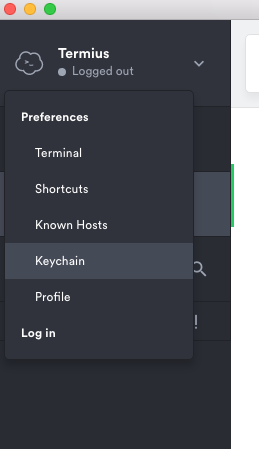 Termius
Logged out
Preferences
Terminal
Shortcuts
Known Hosts
Keychain
Profile
!
Log in